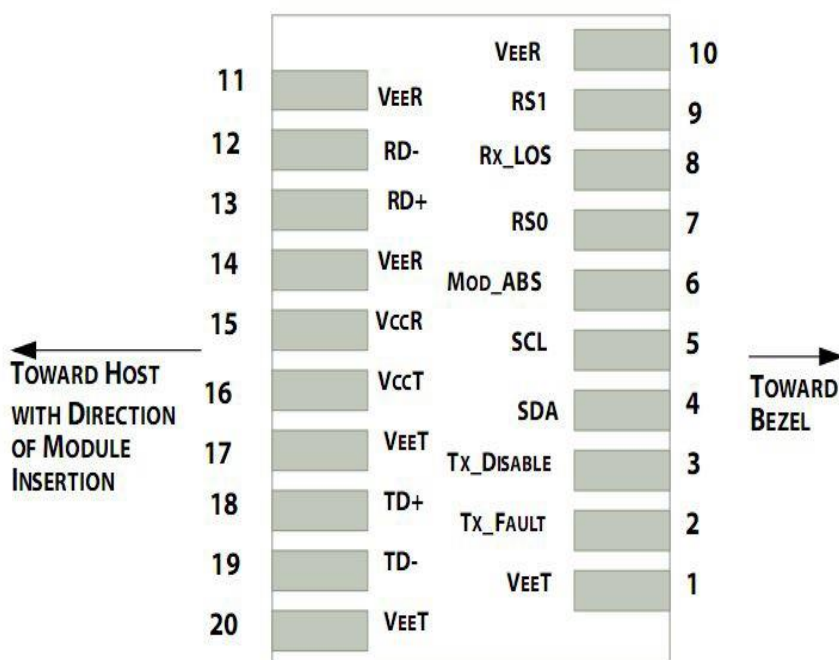 VEER 10
11 VEER
RS1 9
12 RD-
RX_LOS 8
13 RD+
RS0 7
14 VEER
MOD_ABS 6
15 VCCR
SCL 5
TOWARD HOST
WITH DIRECTION
OF MODULE
INSERTION
TOWARD
BEZEL
16 VCCT
SDA 4
17 VEET
TX_DISABLE 3
18 TD+
TX_FAULT 2
19 TD-
VEET 1
20 VEET